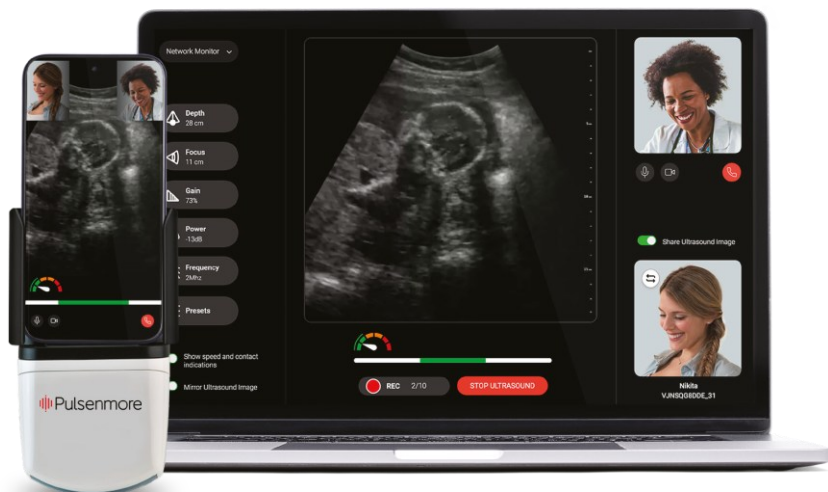 Pulsenmore
Network Monitor
Depth
28 cm
Focus
11 cm
Gain
73%
Power
-13dB
Frequency
2Mhz
Presets
Show speed and contact
indications
Mirror Ultrasound Image
REC 2/10
STOP ULTRASOUND
Share Ultrasound image
Nikita
VJNSQG8DDE_31